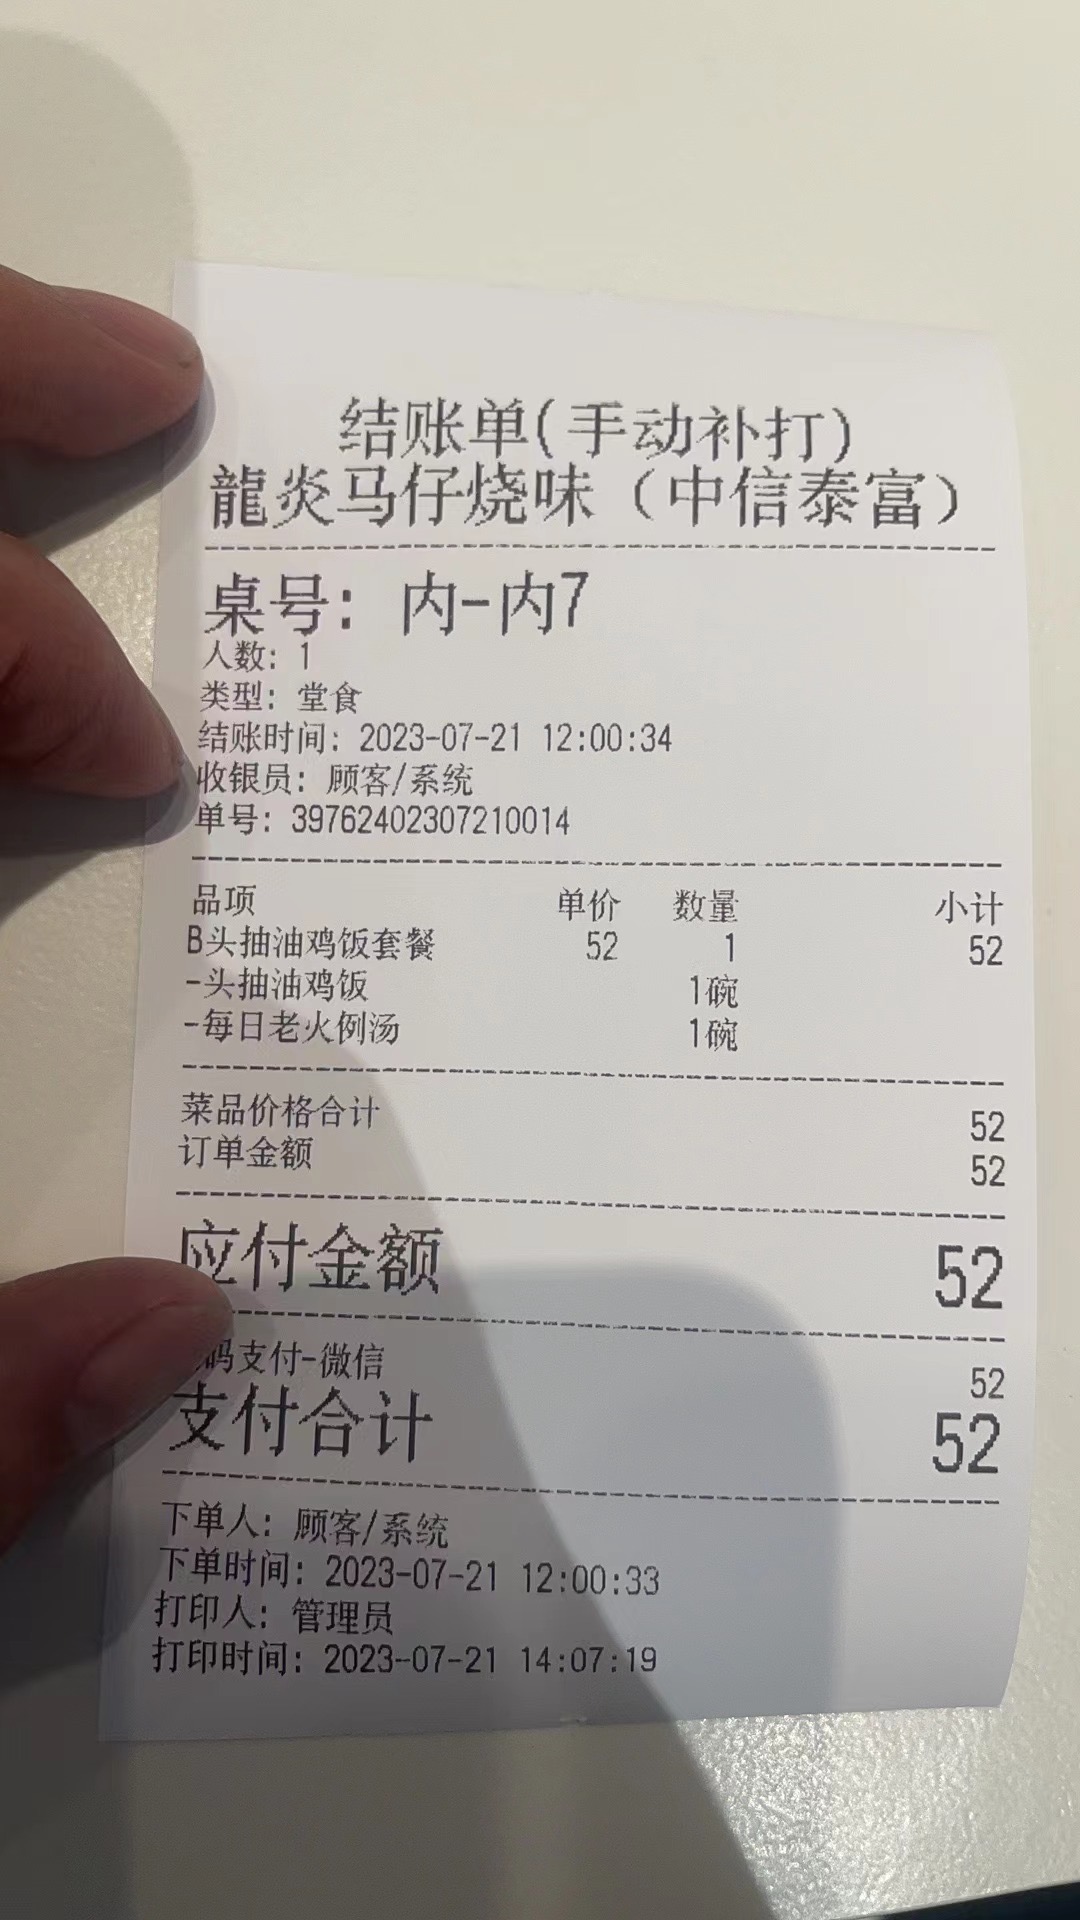 结账单(手动补打)
龍炎马仔烧味（中信泰富）
桌号: 内-内7
人数: 1
类型: 堂食
结账时间: 2023-07-21 12:00:34
收银员: 顾客/系统
单号: 39762402307210014
品项 单价 数量 小计
B头抽油鸡饭套餐 52 1 52
-头抽油鸡饭 1碗
-每日老火例汤 1碗
菜品价格合计 52
订单金额 52
应付金额 52
码支付-微信 52
支付合计 52
下单人: 顾客/系统
下单时间: 2023-07-21 12:00:33
打印人: 管理员
打印时间: 2023-07-21 14:07:19